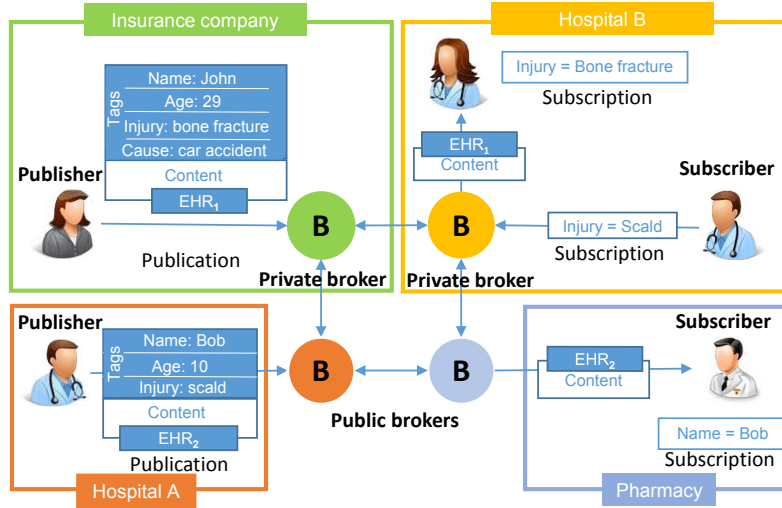 Insurance company
Tags
Name: John
Age: 29
Injury: bone fracture
Cause: car accident
Content
EHR1
Publisher
Publication
B
Private broker
Hospital B
Injury = Bone fracture
Subscription
EHR1
Content
Subscriber
Injury = Scald
Subscription
B
Private broker
Publisher
Tags
Name: Bob
Age: 10
Injury: scald
Content
EHR2
Publication
Hospital A
B
B
Public brokers
EHR2
Content
Subscriber
Name = Bob
Subscription
Pharmacy